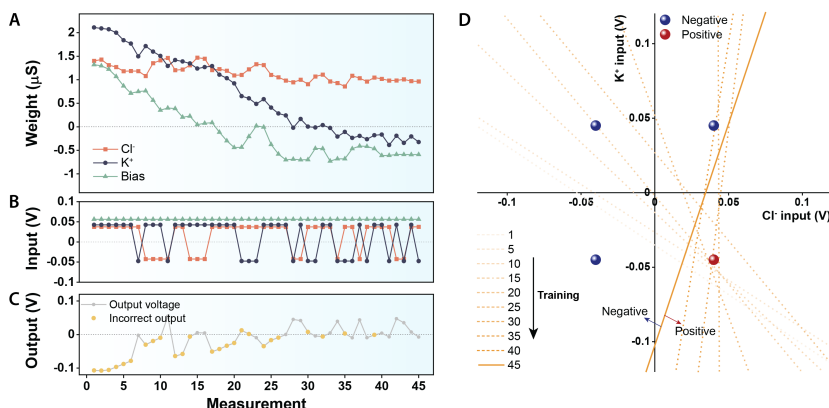 A
Weight (µS)
2
1.5
1
0.5
0
-0.5
-1
Cl⁻
K⁺
Bias
B
Input (V)
0.1
0.05
0
-0.05
-0.1
C
Output (V)
0.1
0
-0.1
Output voltage
Incorrect output
1 5 10 15 20 25 30 35 40 45
Measurement
D
K⁺ input (V)
0.1
0.05
0
-0.05
-0.1
Negative
Positive
-0.1 -0.05 0 0.05 0.1
Cl⁻ input (V)
1
5
10
15
20
25
30
35
40
45
Training
Negative
Positive